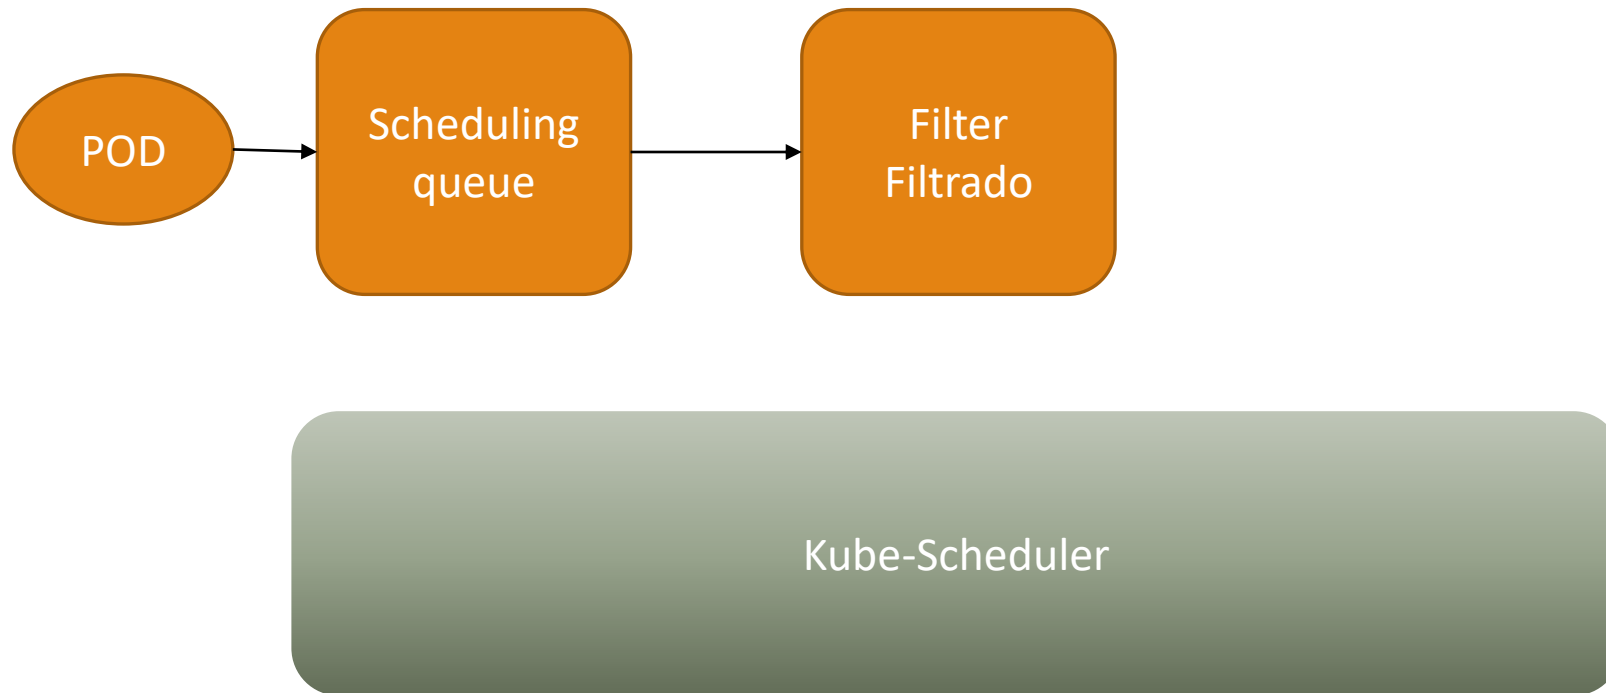 POD
Scheduling
queue
Filter
Filtrado
Kube-Scheduler